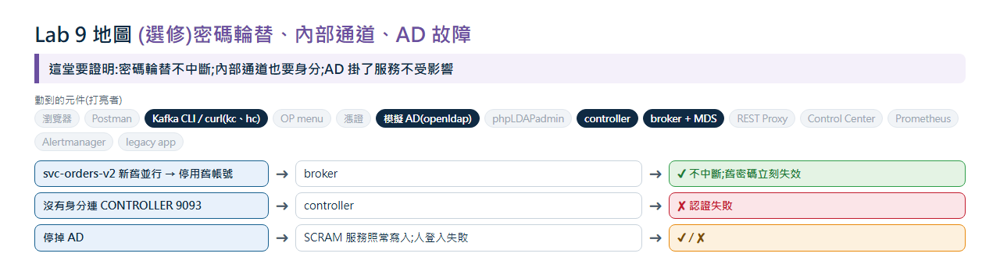 Lab 9 地圖 (選修)密碼輪替、內部通道、AD 故障
這堂要證明:密碼輪替不中斷;內部通道也要身分;AD 掛了服務不受影響
動到的元件(打亮者)
瀏覽器 Postman Kafka CLI / curl(kc、hc) OP menu 憑證 模擬 AD(openldap) phpLDAPadmin controller broker + MDS REST Proxy Control Center Prometheus
Alertmanager legacy app
svc-orders-v2 新舊並行 → 停用舊帳號 → broker → ✔ 不中斷;舊密碼立刻失效
沒有身分連 CONTROLLER 9093 → controller → ✘ 認證失敗
停掉 AD → SCRAM 服務照常寫入;人登入失敗 → ✔ / ✘